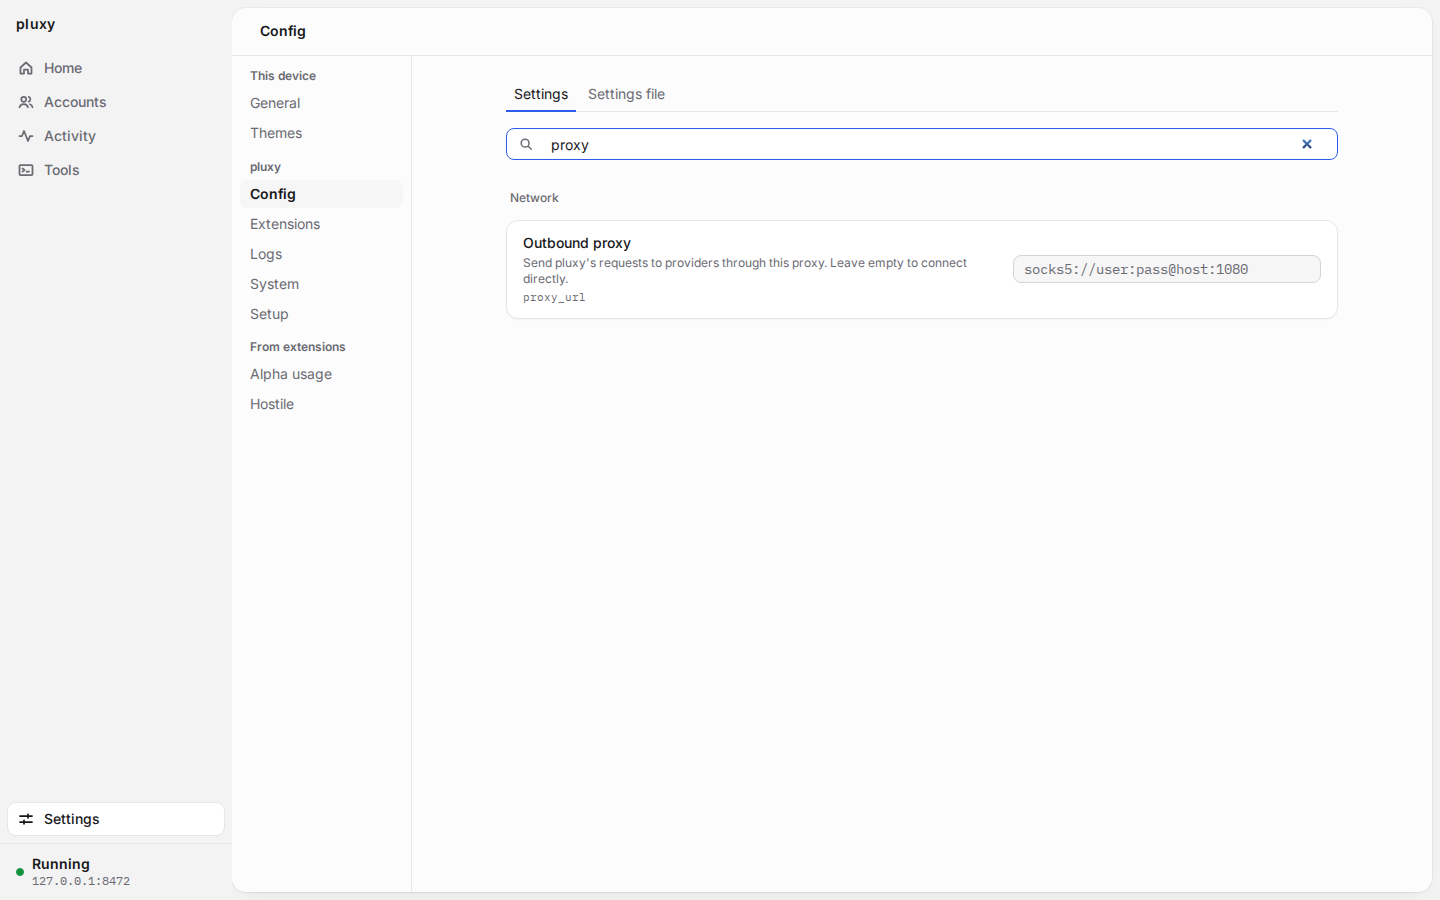 pluxy
Home
Accounts
Activity
Tools
Settings
Running
127.0.0.1:8472
Config
This device
General
Themes
pluxy
Config
Extensions
Logs
System
Setup
From extensions
Alpha usage
Hostile
Settings
Settings file
proxy
Network
Outbound proxy
Send pluxy's requests to providers through this proxy. Leave empty to connect
directly.
proxy_url
socks5://user:pass@host:1080